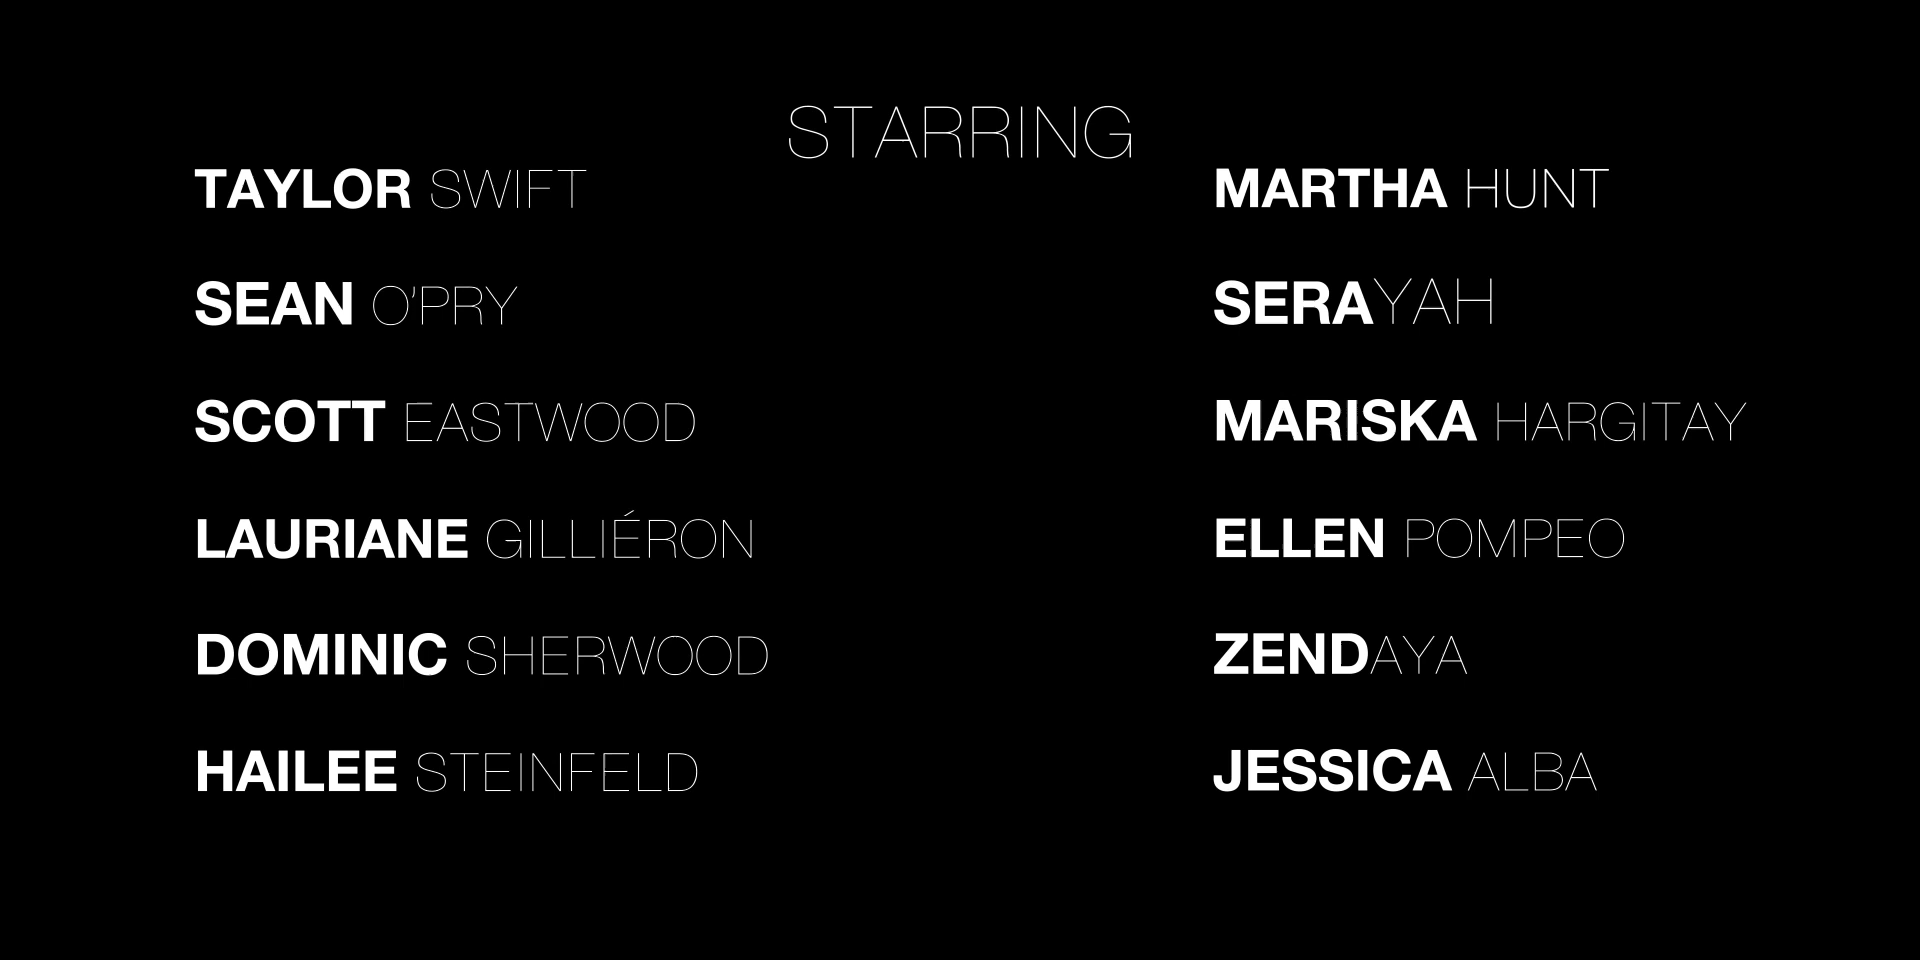 STARRING
TAYLOR SWIFT
SEAN O'PRY
SCOTT EASTWOOD
LAURIANE GILLIÉRON
DOMINIC SHERWOOD
HAILEE STEINFELD
MARTHA HUNT
SERAYAH
MARISKA HARGITAY
ELLEN POMPEO
ZENDAYA
JESSICA ALBA